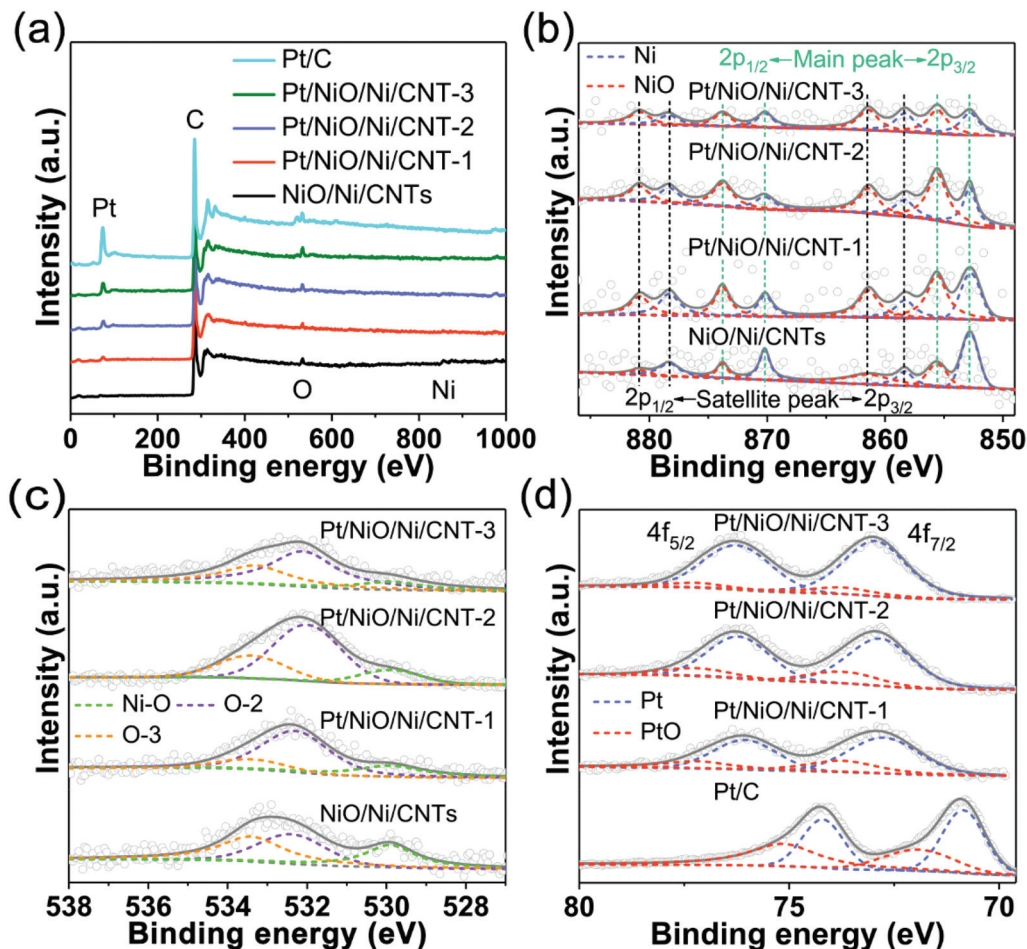 (a)
Pt/C
Pt/NiO/Ni/CNT-3
Pt/NiO/Ni/CNT-2
Pt/NiO/Ni/CNT-1
NiO/Ni/CNTs
C
Pt
O
Ni
Intensity (a.u.)
0 200 400 600 800 1000
Binding energy (eV)
(b)
Ni
NiO
2p1/2←Main peak→2p3/2
Pt/NiO/Ni/CNT-3
Pt/NiO/Ni/CNT-2
Pt/NiO/Ni/CNT-1
NiO/Ni/CNTs
2p1/2←Satellite peak→2p3/2
Intensity (a.u.)
880 870 860 850
Binding energy (eV)
(c)
Pt/NiO/Ni/CNT-3
Pt/NiO/Ni/CNT-2
Ni-O O-2
O-3
Pt/NiO/Ni/CNT-1
NiO/Ni/CNTs
Intensity (a.u.)
538 536 534 532 530 528
Binding energy (eV)
(d)
Pt/NiO/Ni/CNT-3
4f5/2 4f7/2
Pt/NiO/Ni/CNT-2
Pt
PtO
Pt/NiO/Ni/CNT-1
Pt/C
Intensity (a.u.)
80 75 70
Binding energy (eV)